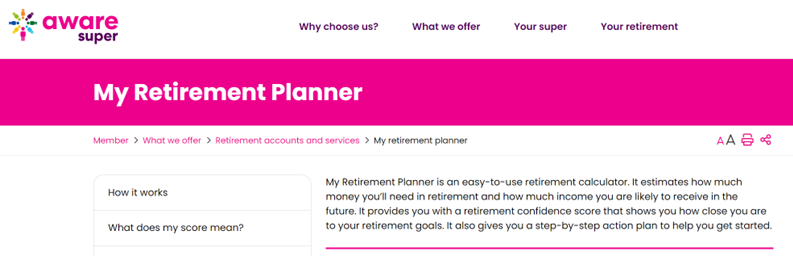 aware
super
Why choose us? What we offer Your super Your retirement
My Retirement Planner
Member > What we offer > Retirement accounts and services > My retirement planner
A A
How it works
What does my score mean?
My Retirement Planner is an easy-to-use retirement calculator. It estimates how much
money you'll need in retirement and how much income you are likely to receive in the
future. It provides you with a retirement confidence score that shows you how close you are
to your retirement goals. It also gives you a step-by-step action plan to help you get started.